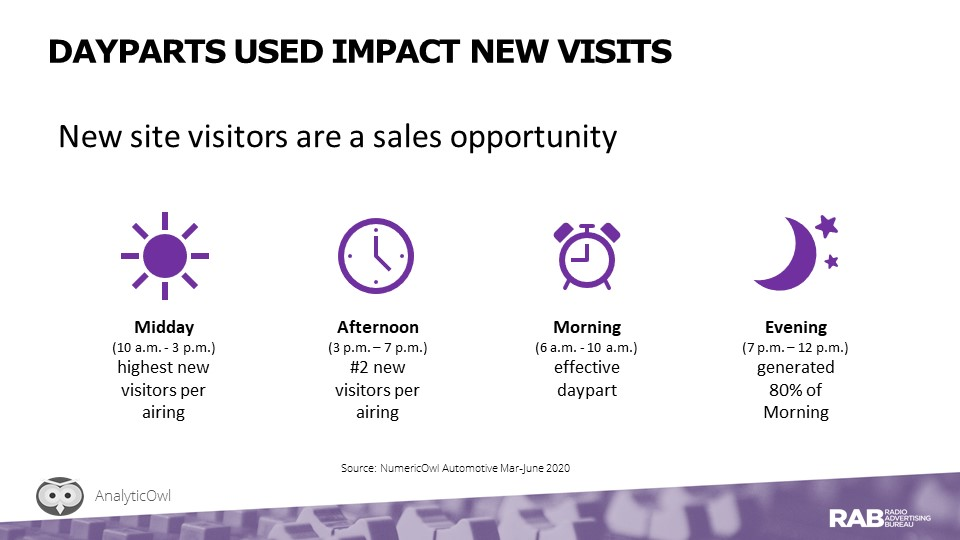 DAYPARTS USED IMPACT NEW VISITS
New site visitors are a sales opportunity
Midday
(10 a.m. - 3 p.m.)
highest new
visitors per
airing
Afternoon
(3 p.m. – 7 p.m.)
#2 new
visitors per
airing
Morning
(6 a.m. - 10 a.m.)
effective
daypart
Evening
(7 p.m. – 12 p.m.)
generated
80% of
Morning
Source: NumericOwl Automotive Mar-June 2020
AnalyticOwl
RAB RADIO
ADVERTISING
BUREAU